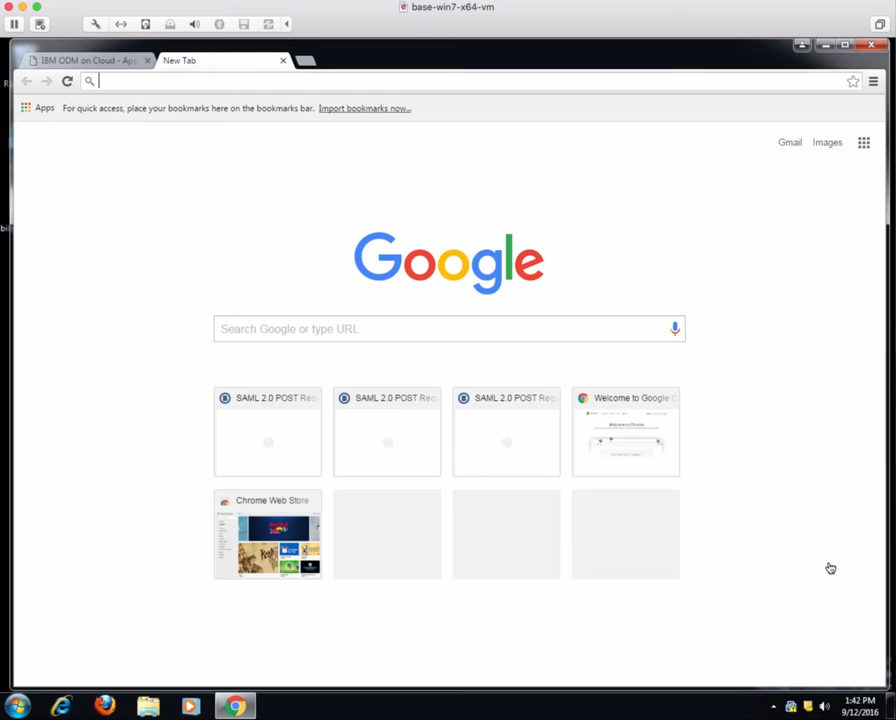 base-win7-x64-vm
IBM ODM on Cloud - App
New Tab
Apps
For quick access, place your bookmarks here on the bookmarks bar. Import bookmarks now...
Gmail
Images
Google
Search Google or type URL
SAML 2.0 POST Req
SAML 2.0 POST Req
SAML 2.0 POST Req
Welcome to Google C
Chrome Web Store
1:42 PM
9/12/2016